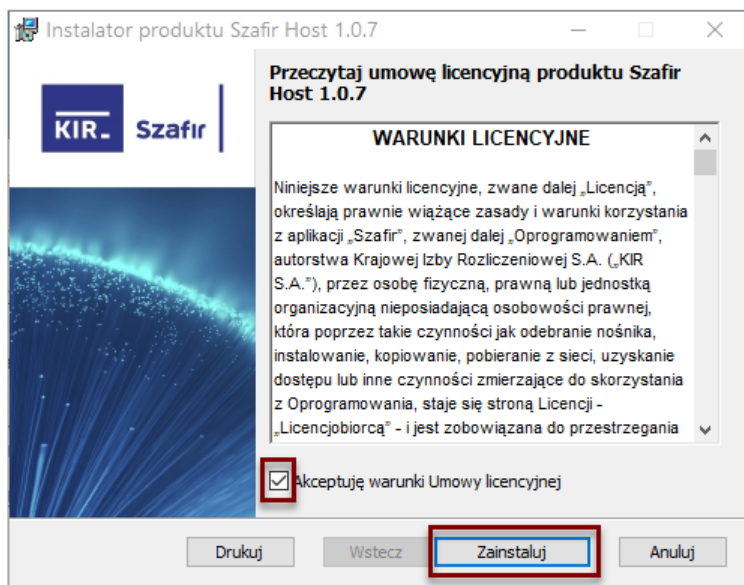 Instalator produktu Szafir Host 1.0.7
KIR Szafir
Przeczytaj umowę licencyjną produktu Szafir
Host 1.0.7
WARUNKI LICENCYJNE
Niniejsze warunki licencyjne, zwane dalej „Licencją”,
określają prawnie wiążące zasady i warunki korzystania
z aplikacji „Szafir”, zwanej dalej „Oprogramowaniem”,
autorstwa Krajowej Izby Rozliczeniowej S.A. („KIR
S.A.”), przez osobę fizyczną, prawną lub jednostką
organizacyjną nieposiadającą osobowości prawnej,
która poprzez takie czynności jak odebranie nośnika,
instalowanie, kopiowanie, pobieranie z sieci, uzyskanie
dostępu lub inne czynności zmierzające do skorzystania
z Oprogramowania, staje się stroną Licencji -
„Licencjobiorcą” - i jest zobowiązana do przestrzegania
Akceptuję warunki Umowy licencyjnej
Drukuj
Wstecz
Zainstaluj
Anuluj